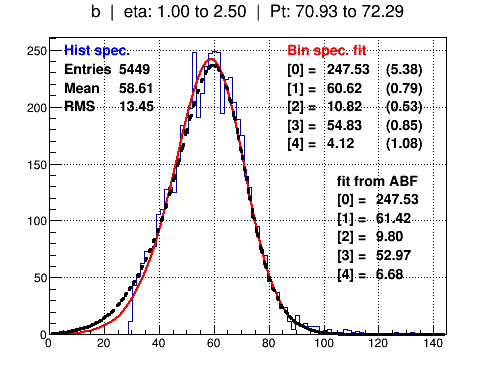 b | eta: 1.00 to 2.50 | Pt: 70.93 to 72.29
Hist spec.
Entries 5449
Mean 58.61
RMS 13.45
Bin spec. fit
[0] = 247.53 (5.38)
[1] = 60.62 (0.79)
[2] = 10.82 (0.53)
[3] = 54.83 (0.85)
[4] = 4.12 (1.08)
fit from ABF
[0] = 247.53
[1] = 61.42
[2] = 9.80
[3] = 52.97
[4] = 6.68
250
200
150
100
50
0
0 20 40 60 80 100 120 140